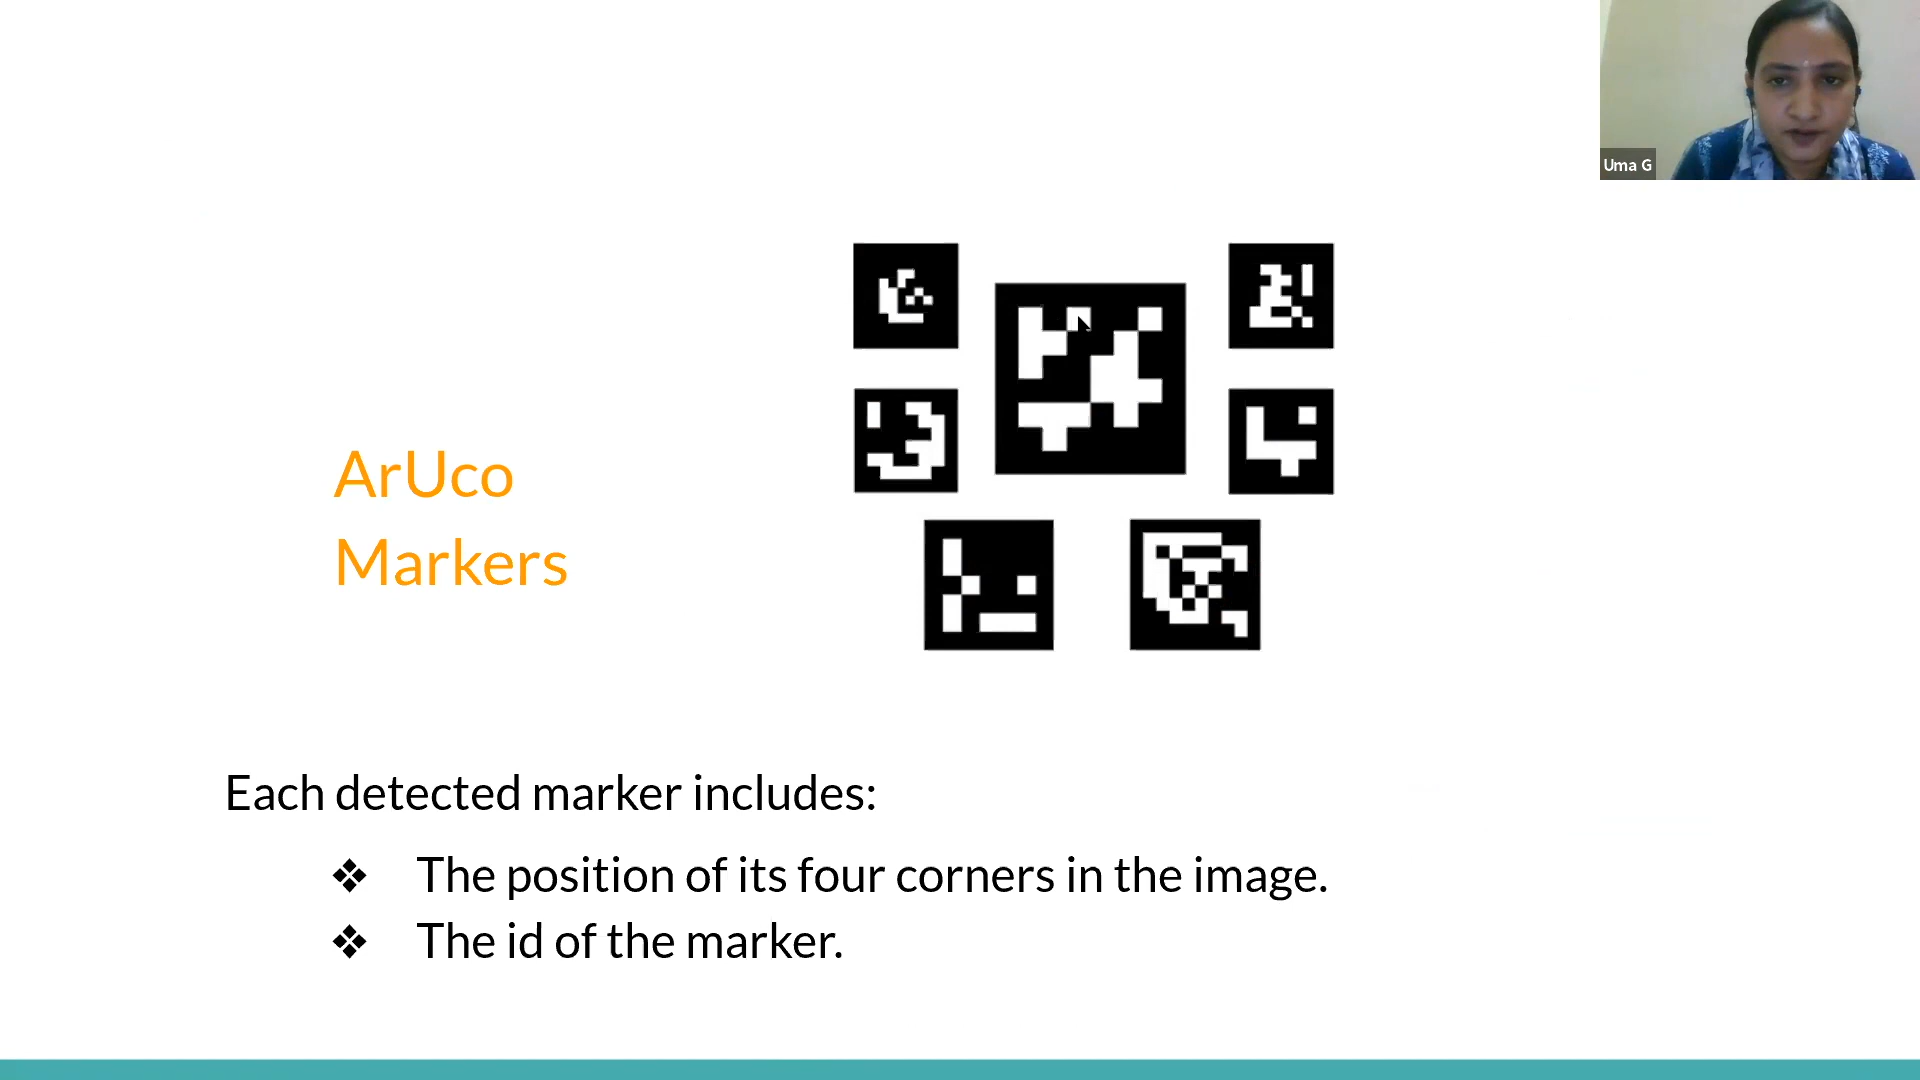 Uma G
ArUco
Markers
Each detected marker includes:
❖ The position of its four corners in the image.
❖ The id of the marker.